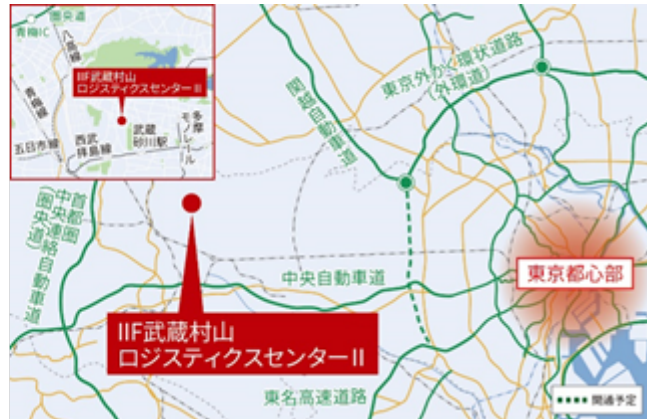 圏央道
青梅IC
八高線
IIF武蔵村山
ロジスティクスセンターII
青梅線
五日市線
西武
拝島線
武蔵
砂川駅
多摩
モノレール
関越自動車道
東京外かく環状道路
(外環道)
首都圏
中央連絡自動車道
(圏央道)
中央自動車道
東京都心部
IIF武蔵村山
ロジスティクスセンターII
東名高速道路
開通予定